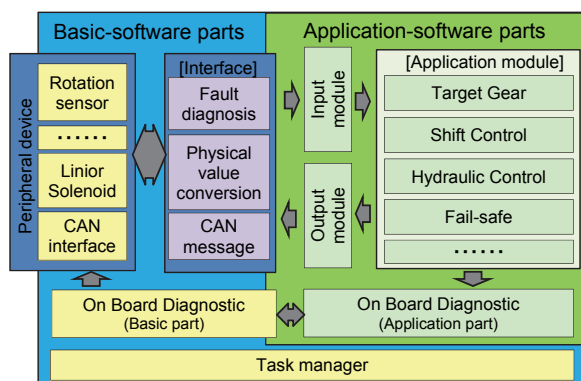 Basic-software parts
Application-software parts
Peripheral device
Rotation
sensor
......
Linior
Solenoid
CAN
interface
[Interface]
Fault
diagnosis
Physical
value
conversion
CAN
message
Input
module
Output
module
[Application module]
Target Gear
Shift Control
Hydraulic Control
Fail-safe
......
On Board Diagnostic
(Basic part)
On Board Diagnostic
(Application part)
Task manager